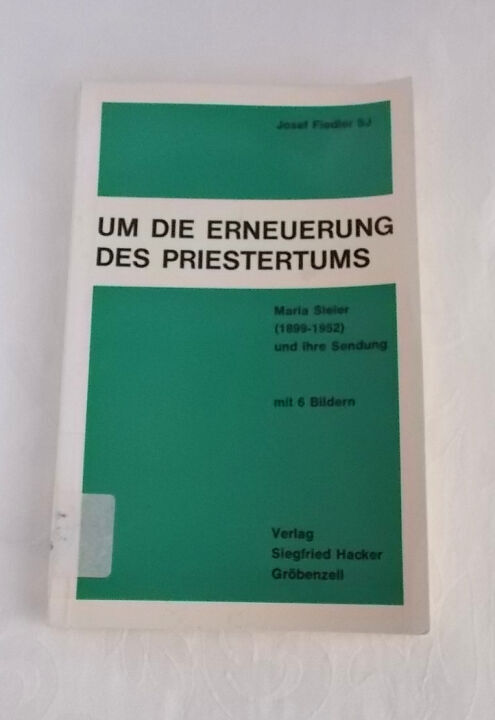 Josef Fiedler SJ
UM DIE ERNEUERUNG
DES PRIESTERTUMS
Maria Sieler
(1899-1952)
und ihre Sendung
mit 6 Bildern
Verlag
Siegfried Hacker
Gröbenzell